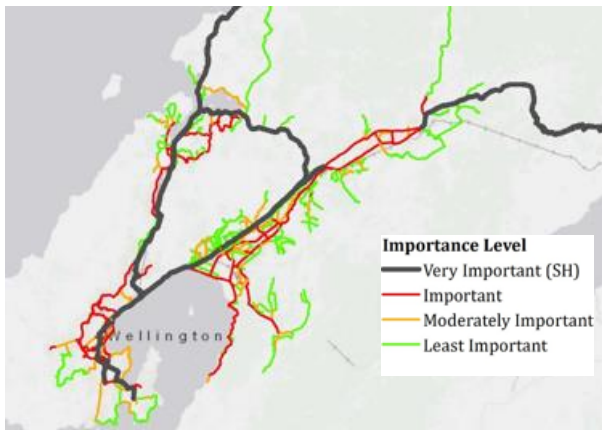 Importance Level
Very Important (SH)
Important
Moderately Important
Least Important
Wellington